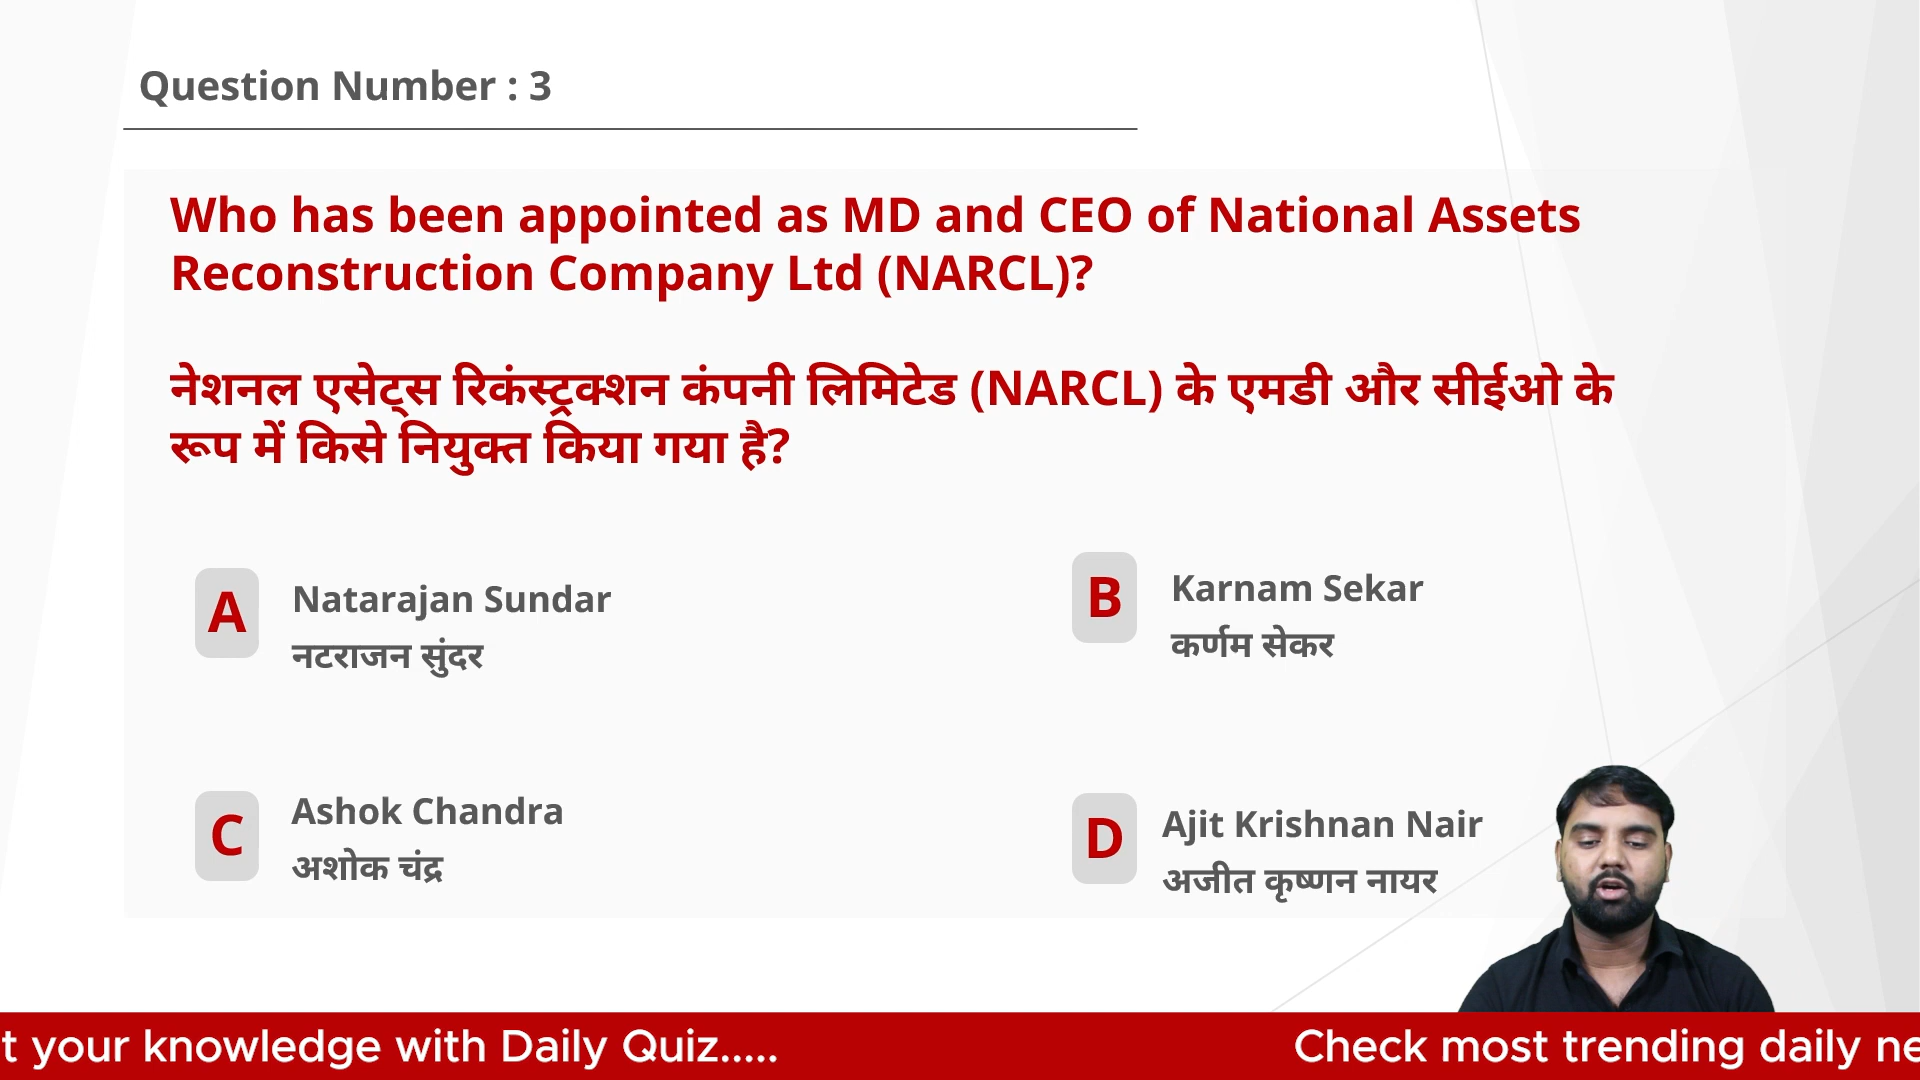 Question Number : 3
Who has been appointed as MD and CEO of National Assets
Reconstruction Company Ltd (NARCL)?
नेशनल एसेट्स रिकंस्ट्रक्शन कंपनी लिमिटेड (NARCL) के एमडी और सीईओ के
रूप में किसे नियुक्त किया गया है?
A
Natarajan Sundar
नटराजन सुंदर
B
Karnam Sekar
कर्णम सेकर
C
Ashok Chandra
अशोक चंद्र
D
Ajit Krishnan Nair
अजीत कृष्णन नायर
t your knowledge with Daily Quiz..... Check most trending daily ne